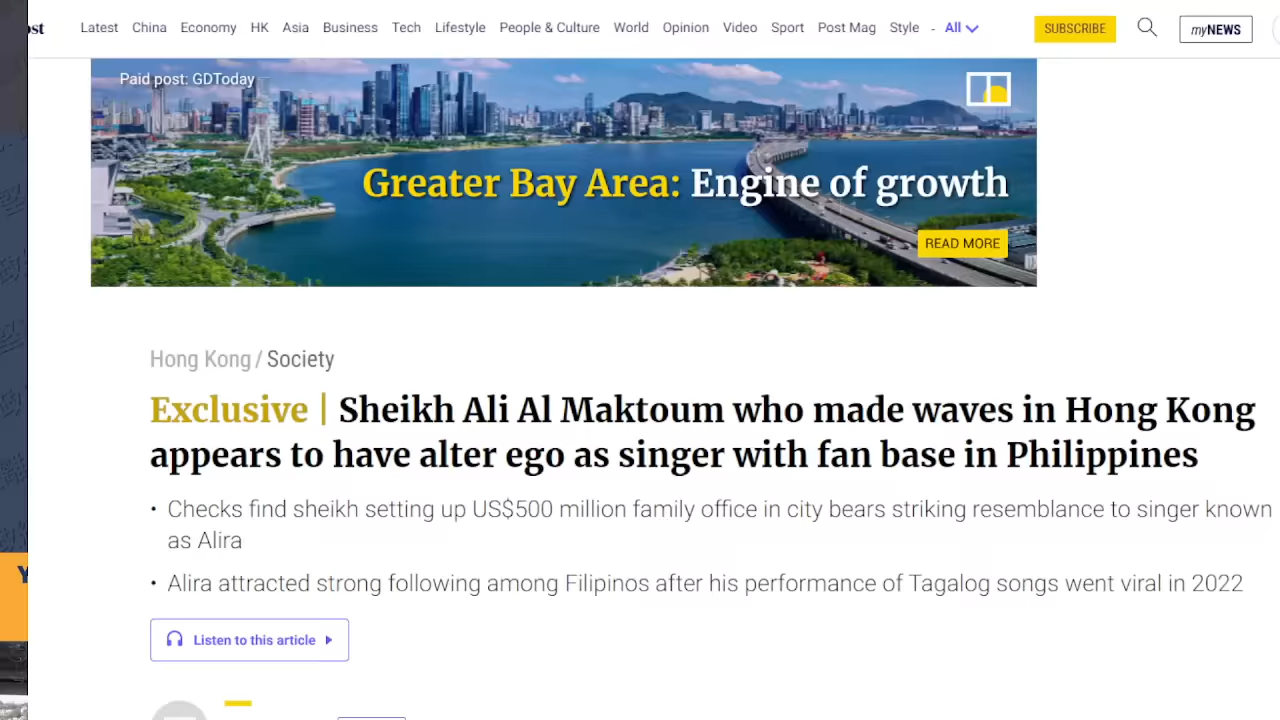 ost
Latest China Economy HK Asia Business Tech Lifestyle People & Culture World Opinion Video Sport Post Mag Style - All
SUBSCRIBE
myNEWS
Paid post: GDToday
Greater Bay Area: Engine of growth
READ MORE
Hong Kong / Society
Exclusive | Sheikh Ali Al Maktoum who made waves in Hong Kong
appears to have alter ego as singer with fan base in Philippines
• Checks find sheikh setting up US$500 million family office in city bears striking resemblance to singer known
as Alira
• Alira attracted strong following among Filipinos after his performance of Tagalog songs went viral in 2022
Listen to this article
Y